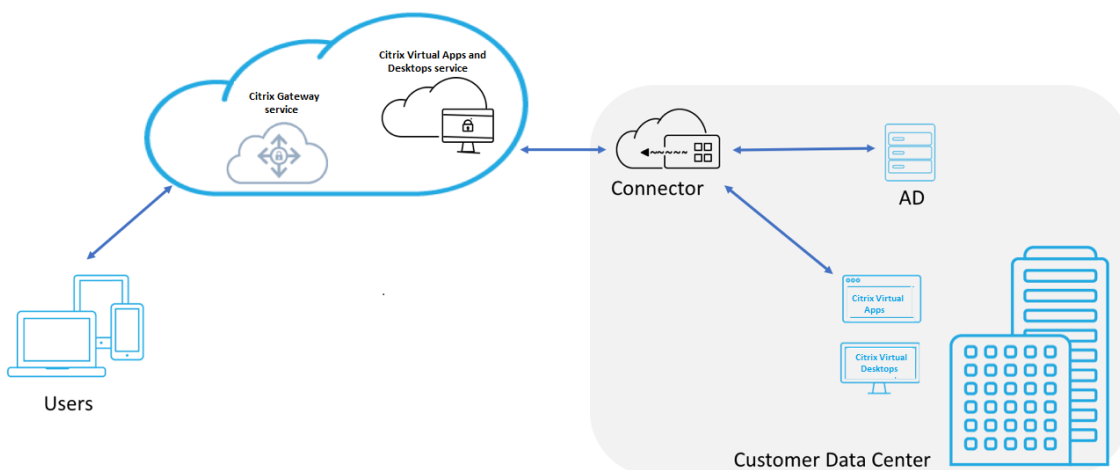 Citrix Virtual Apps and
Desktops service
Citrix Gateway
service
Connector
AD
Citrix Virtual
Apps
Citrix Virtual
Desktops
Users
Customer Data Center